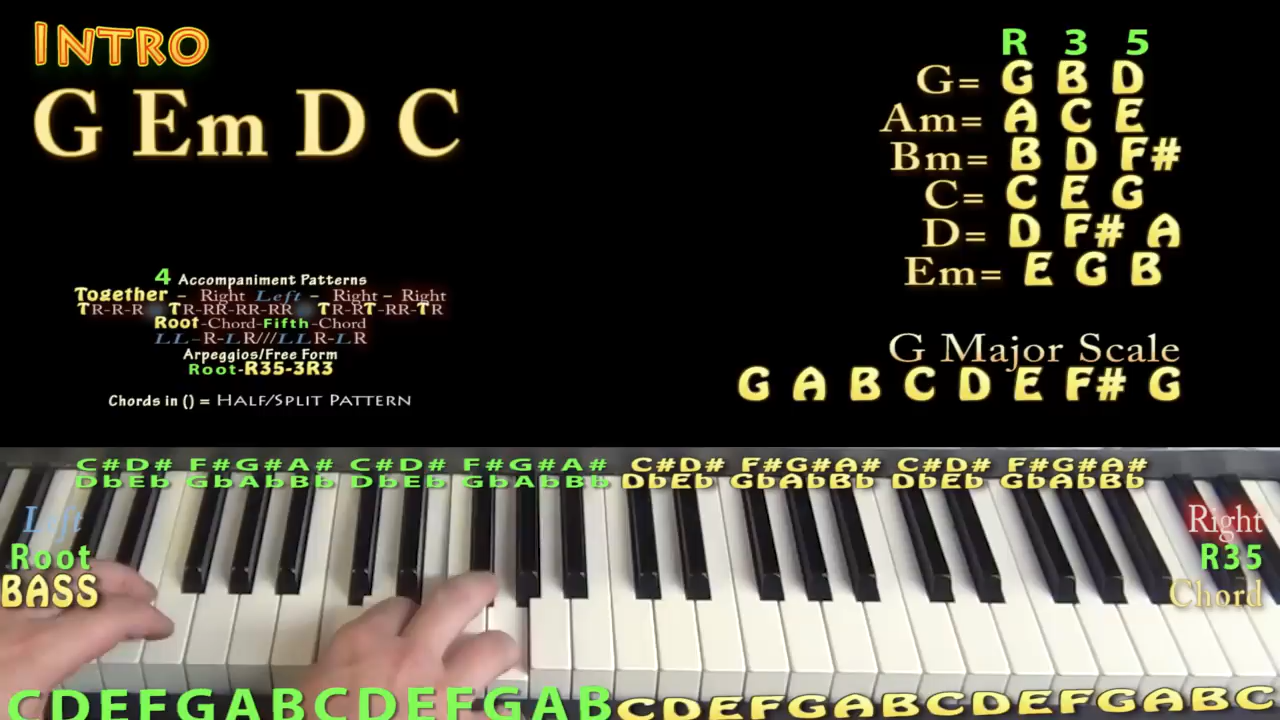 INTRO
G Em D C
R 3 5
G= G B D
Am= A C E
Bm= B D F#
C= C E G
D= D F# A
Em= E G B
4 Accompaniment Patterns
Together - Right Left - Right - Right
TR-R-R TR-RR-RR-RR TR-RT-RR-TR
Root-Chord-Fifth-Chord
LL-R-LR///LLR-LR
Arpeggios/Free Form
Root-R35-3R3
Chords in () = HALF/SPLIT PATTERN
G Major Scale
G A B C D E F# G
C#D# F#G#A# C#D# F#G#A# C#D# F#G#A# C#D# F#G#A#
DbEb GbAbBb DbEb GbAbBb DbEb GbAbBb DbEb GbAbBb
Left
Root
BASS
Right
R35
Chord
CDEFGABCDEFGABCDEFGABCDEFGABC